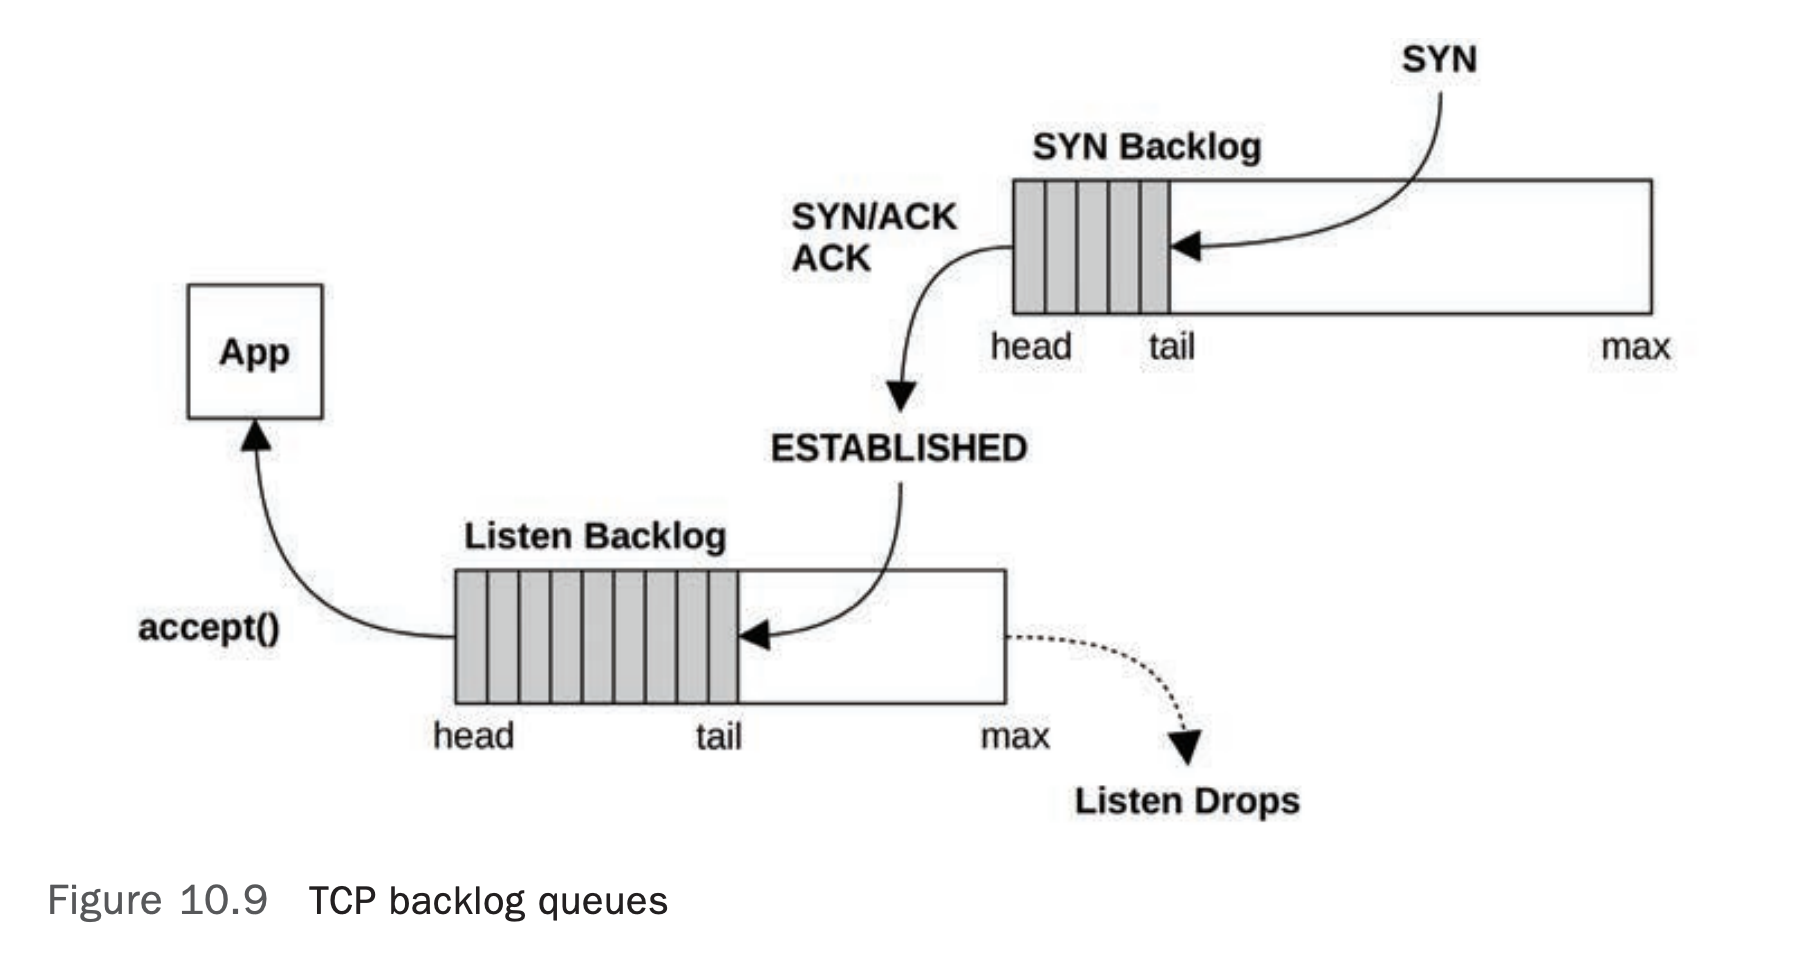 SYN
SYN Backlog
SYN/ACK
ACK
head
tail
max
App
ESTABLISHED
Listen Backlog
accept()
head
tail
max
Listen Drops
Figure 10.9 TCP backlog queues